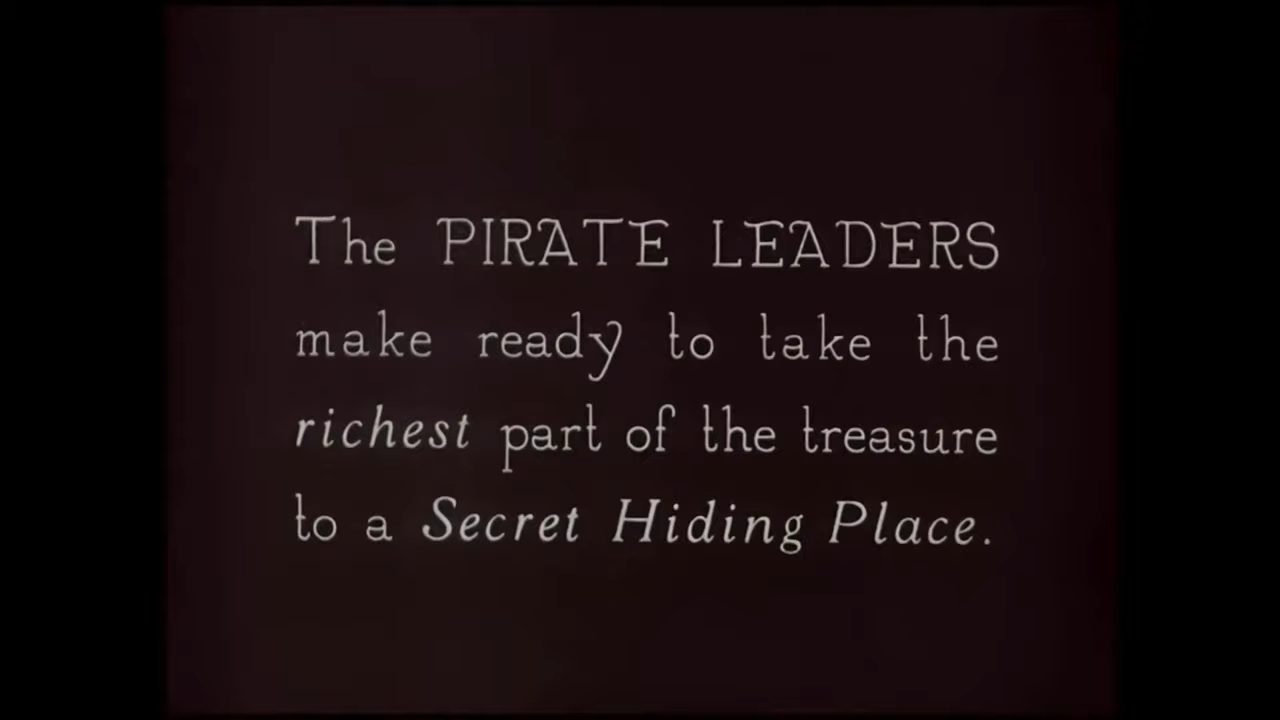 The PIRATE LEADERS
make ready to take the
richest part of the treasure
to a Secret Hiding Place.